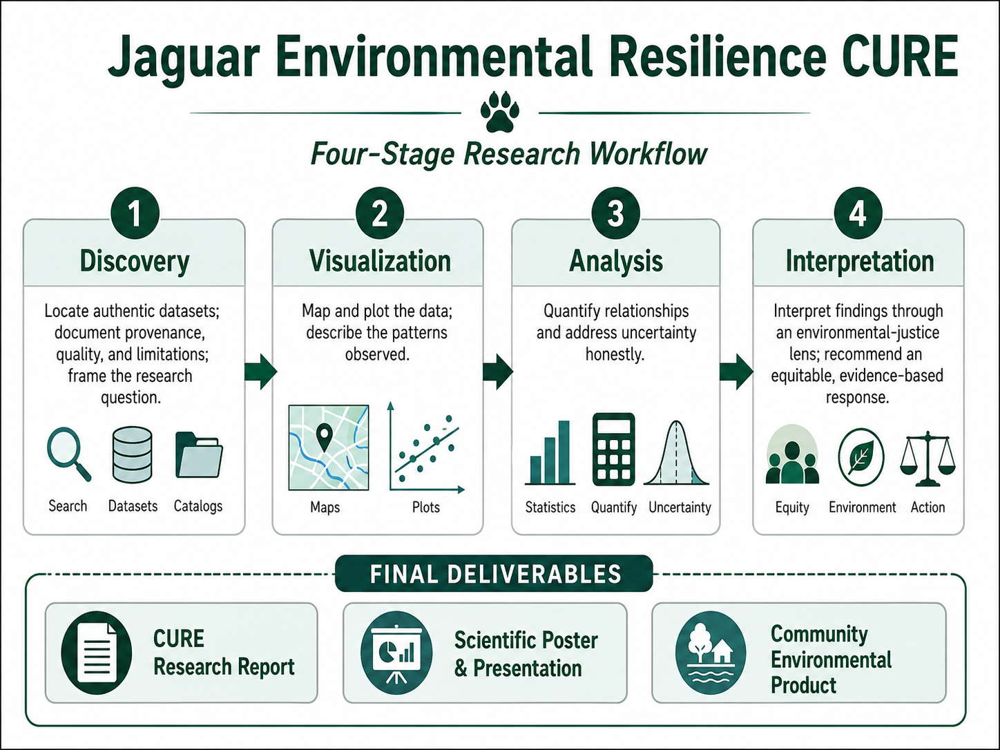 Jaguar Environmental Resilience CURE
Four-Stage Research Workflow
1
Discovery
Locate authentic datasets;
document provenance,
quality, and limitations;
frame the research
question.
Search
Datasets
Catalogs
2
Visualization
Map and plot the data;
describe the patterns
observed.
Maps
Plots
3
Analysis
Quantify relationships
and address uncertainty
honestly.
Statistics
Quantify
Uncertainty
4
Interpretation
Interpret findings through
an environmental-justice
lens; recommend an
equitable, evidence-based
response.
Equity
Environment
Action
FINAL DELIVERABLES
CURE
Research Report
Scientific Poster
& Presentation
Community
Environmental
Product